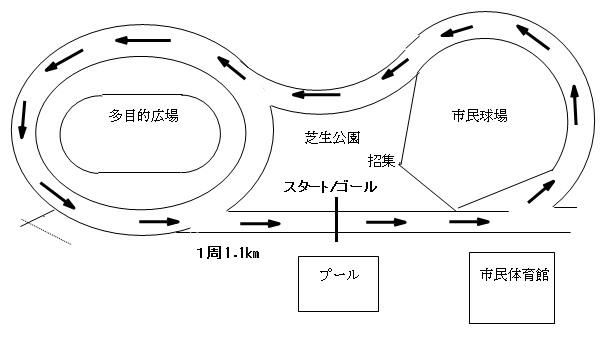 多目的広場
市民球場
芝生公園
招集
スタート/ゴール
1周1.1km
プール
市民体育館